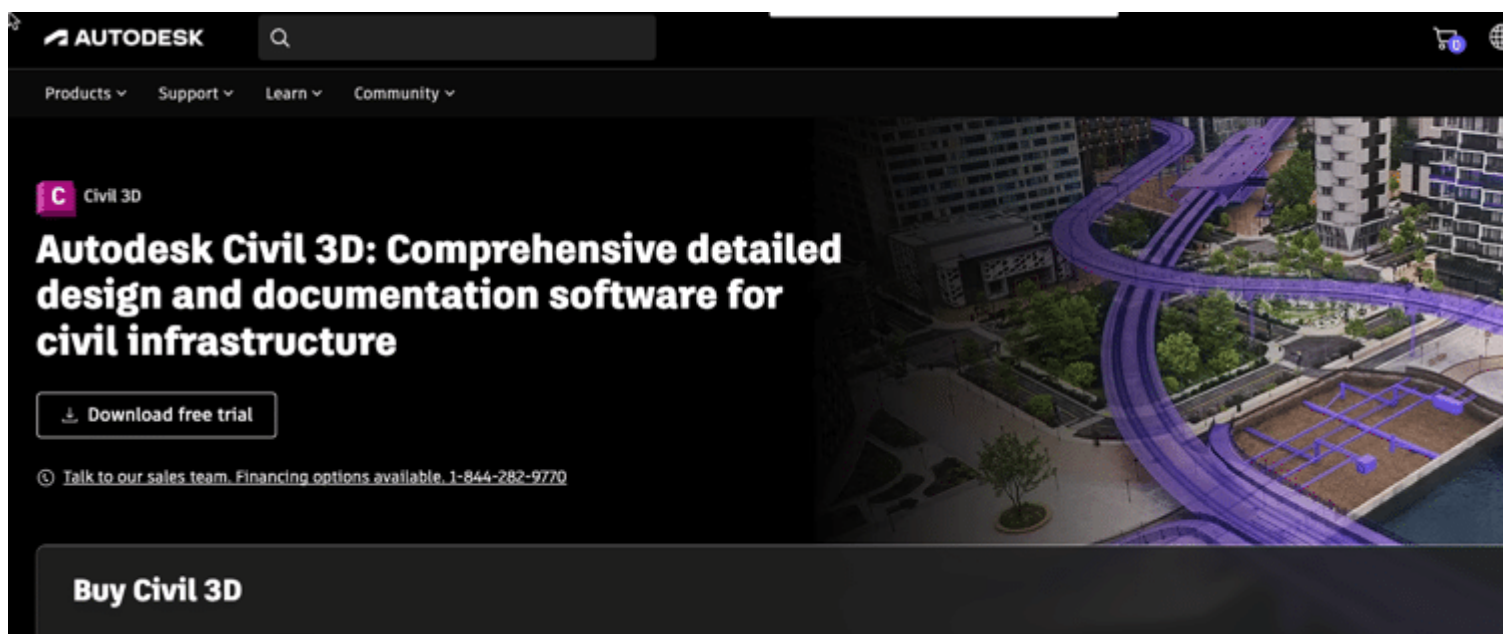 AUTODESK
0
Products Support Learn Community
C Civil 3D
Autodesk Civil 3D: Comprehensive detailed
design and documentation software for
civil infrastructure
Download free trial
Talk to our sales team. Financing options available. 1-844-282-9770
Buy Civil 3D